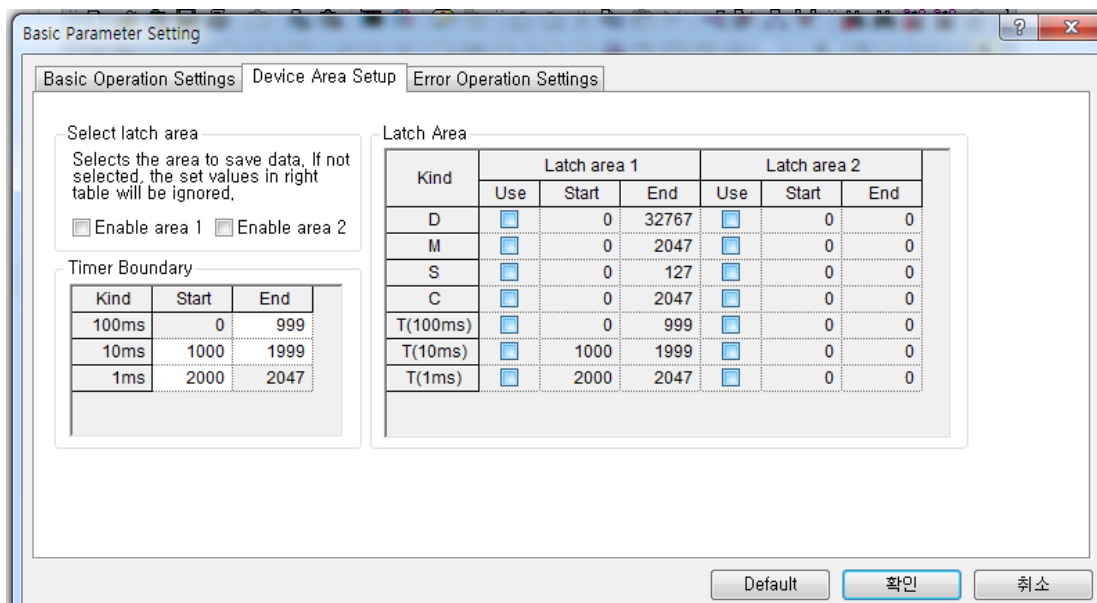 Basic Parameter Setting
Basic Operation Settings Device Area Setup Error Operation Settings
Select latch area
Selects the area to save data, If not
selected, the set values in right
table will be ignored,
Enable area 1 Enable area 2
Timer Boundary
Kind Start End
100ms 0 999
10ms 1000 1999
1ms 2000 2047
Latch Area
Kind Latch area 1 Latch area 2
Use Start End Use Start End
D 0 32767 0 0
M 0 2047 0 0
S 0 127 0 0
C 0 2047 0 0
T(100ms) 0 999 0 0
T(10ms) 1000 1999 0 0
T(1ms) 2000 2047 0 0
Default 확인 취소